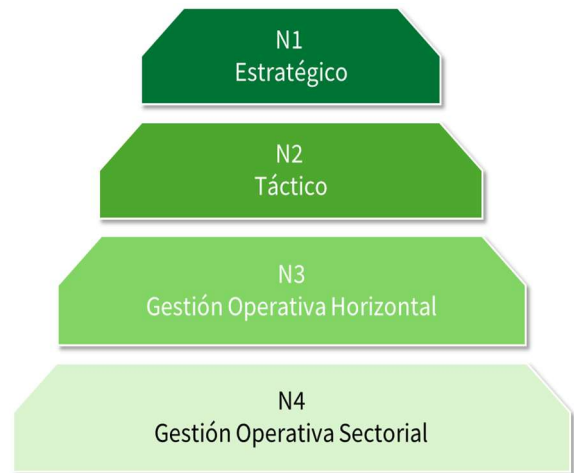 N1
Estratégico
N2
Táctico
N3
Gestión Operativa Horizontal
N4
Gestión Operativa Sectorial